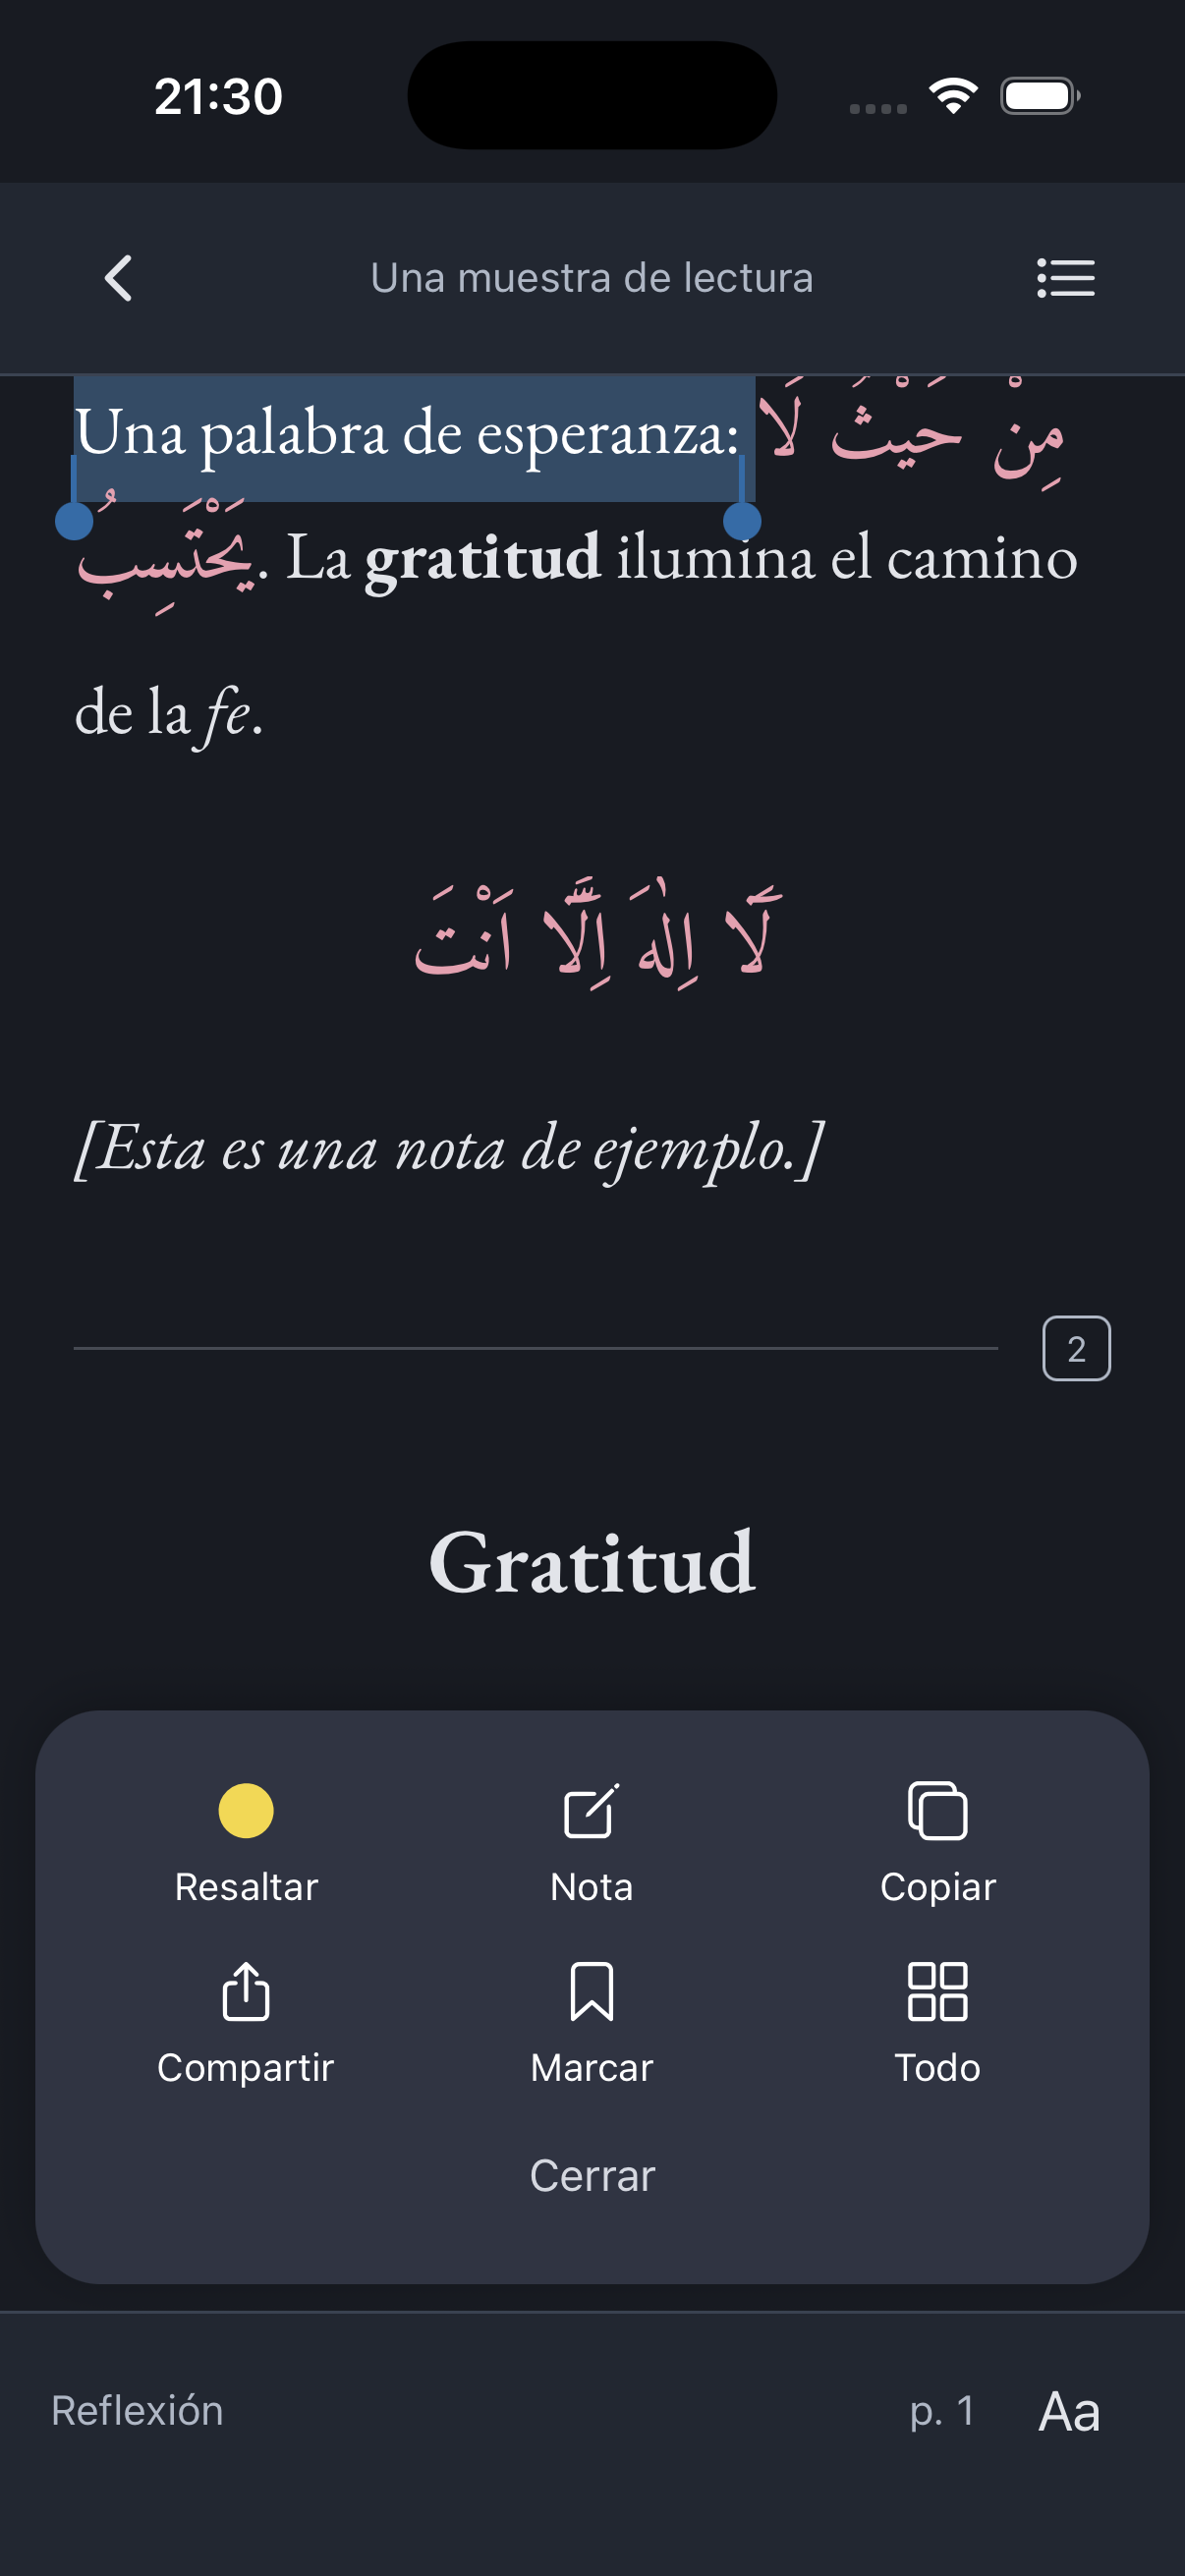 21:30
Una muestra de lectura
Una palabra de esperanza: مِنْ حَيْثُ لَا
يَحْتَسِبُ. La gratitud ilumina el camino
de la fe.
لَٓا اِلٰهَ اِلَّٓا اَنْتَ
[Esta es una nota de ejemplo.]
2
Gratitud
Resaltar Nota Copiar
Compartir Marcar Todo
Cerrar
Reflexión p. 1 Aa